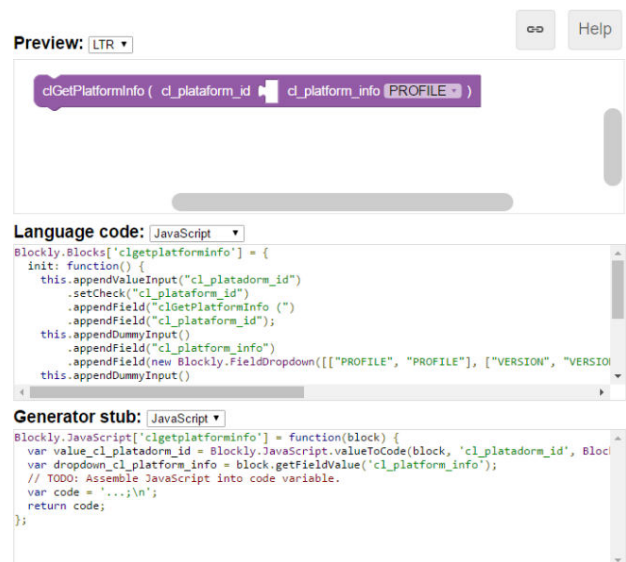 Help
Preview: LTR
clGetPlatformInfo ( cl_plataform_id cl_platform_info PROFILE )
Language code: JavaScript
Blockly.Blocks['clgetplatforminfo'] = {
init: function() {
this.appendValueInput("cl_platadorm_id")
.setCheck("cl_plataform_id")
.appendField("clGetPlatformInfo (")
.appendField("cl_plataform_id");
this.appendDummyInput()
.appendField("cl_platform_info")
.appendField(new Blockly.FieldDropdown([["PROFILE", "PROFILE"], ["VERSION", "VERSIO
this.appendDummyInput()
Generator stub: JavaScript
Blockly.JavaScript['clgetplatforminfo'] = function(block) {
var value_cl_platadorm_id = Blockly.JavaScript.valueToCode(block, 'cl_platadorm_id', Bloc
var dropdown_cl_platform_info = block.getFieldValue('cl_platform_info');
// TODO: Assemble JavaScript into code variable.
var code = '...;\n';
return code;
};